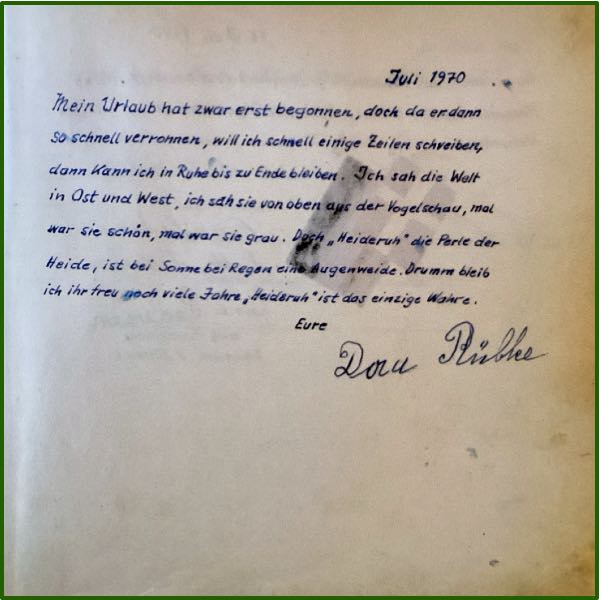 Juli 1970
Mein Urlaub hat zwar erst begonnen, doch da er dann
so schnell verronnen, will ich schnell einige Zeilen schreiben,
dann kann ich in Ruhe bis zu Ende bleiben. Ich sah die Welt
in Ost und West, ich sah sie von oben aus der Vogelschau, mal
war sie schön, mal war sie grau. Doch „Heideruh" die Perle der
Heide, ist bei Sonne bei Regen eine Augenweide. Drumm bleib
ich ihr treu noch viele Jahre, „Heideruh" ist das einzige Wahre.
Eure
Dora Rübke